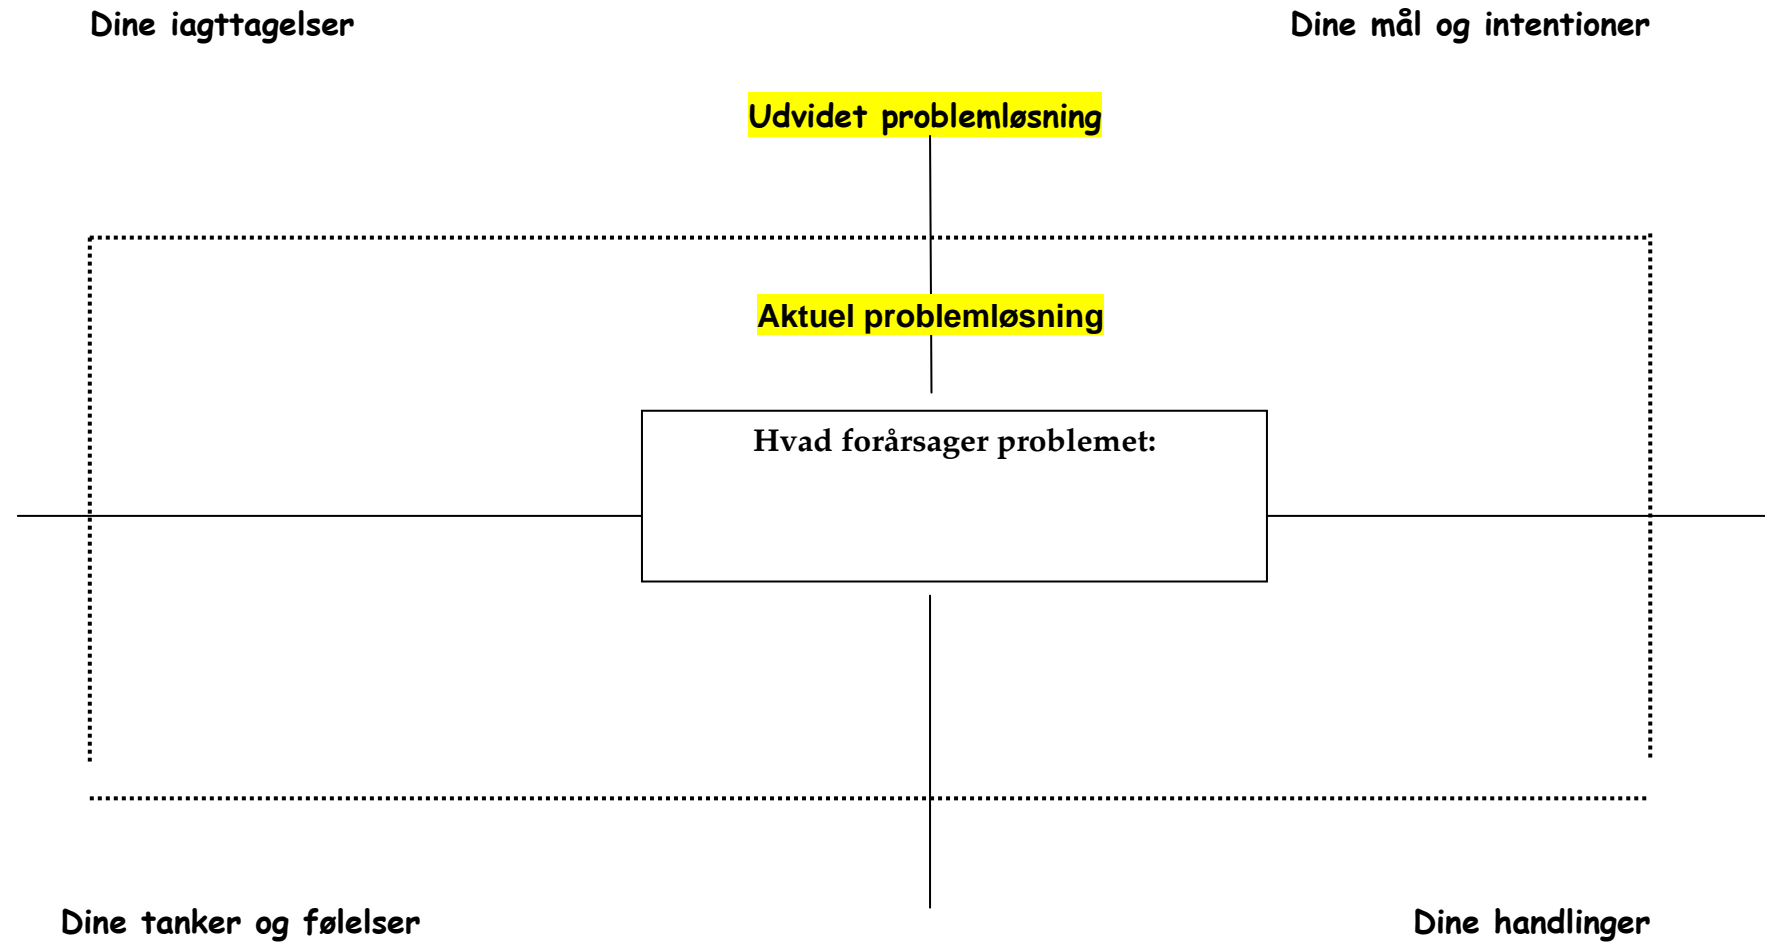 Dine iagttagelser
Dine mål og intentioner
Udvidet problemløsning
Aktuel problemløsning
Hvad forårsager problemet:
Dine tanker og følelser
Dine handlinger